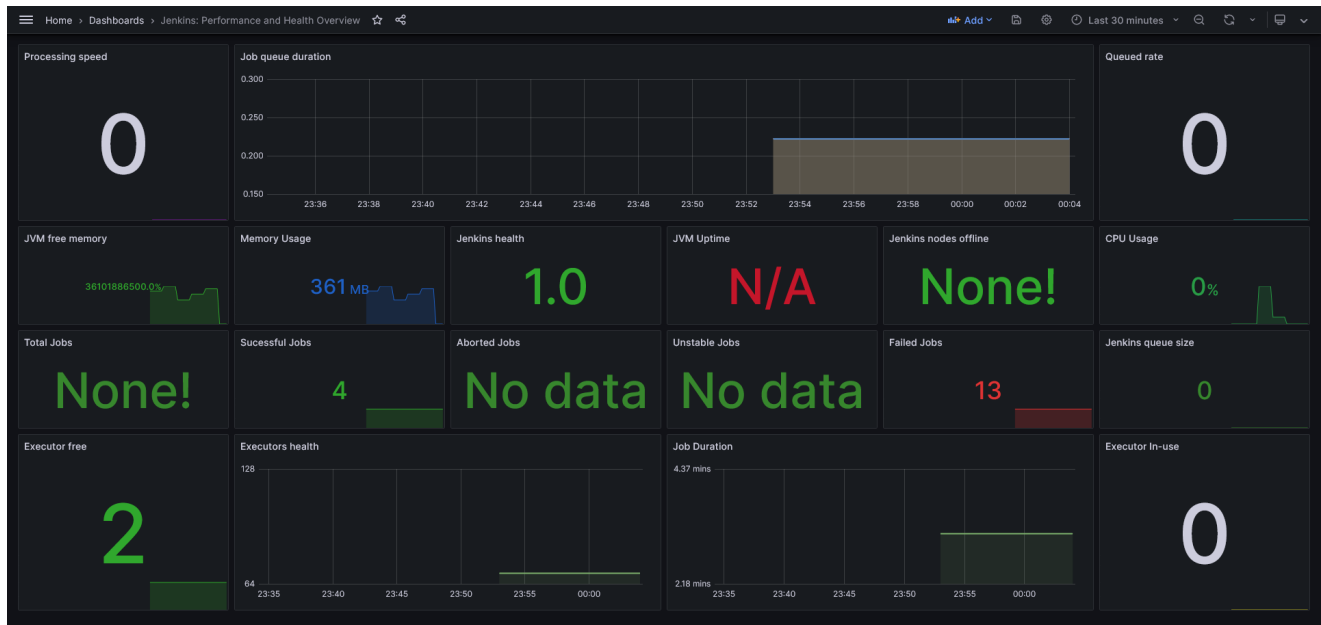 Home › Dashboards › Jenkins: Performance and Health Overview
Add
Last 30 minutes
Processing speed
0
Job queue duration
0.300
0.250
0.200
0.150
23:36 23:38 23:40 23:42 23:44 23:46 23:48 23:50 23:52 23:54 23:56 23:58 00:00 00:02 00:04
Queued rate
0
JVM free memory
36101886500.0%
Memory Usage
361 MB
Jenkins health
1.0
JVM Uptime
N/A
Jenkins nodes offline
None!
CPU Usage
0%
Total Jobs
None!
Sucessful Jobs
4
Aborted Jobs
No data
Unstable Jobs
No data
Failed Jobs
13
Jenkins queue size
0
Executor free
2
Executors health
128
64
23:35 23:40 23:45 23:50 23:55 00:00
Job Duration
4.37 mins
2.18 mins
23:35 23:40 23:45 23:50 23:55 00:00
Executor In-use
0